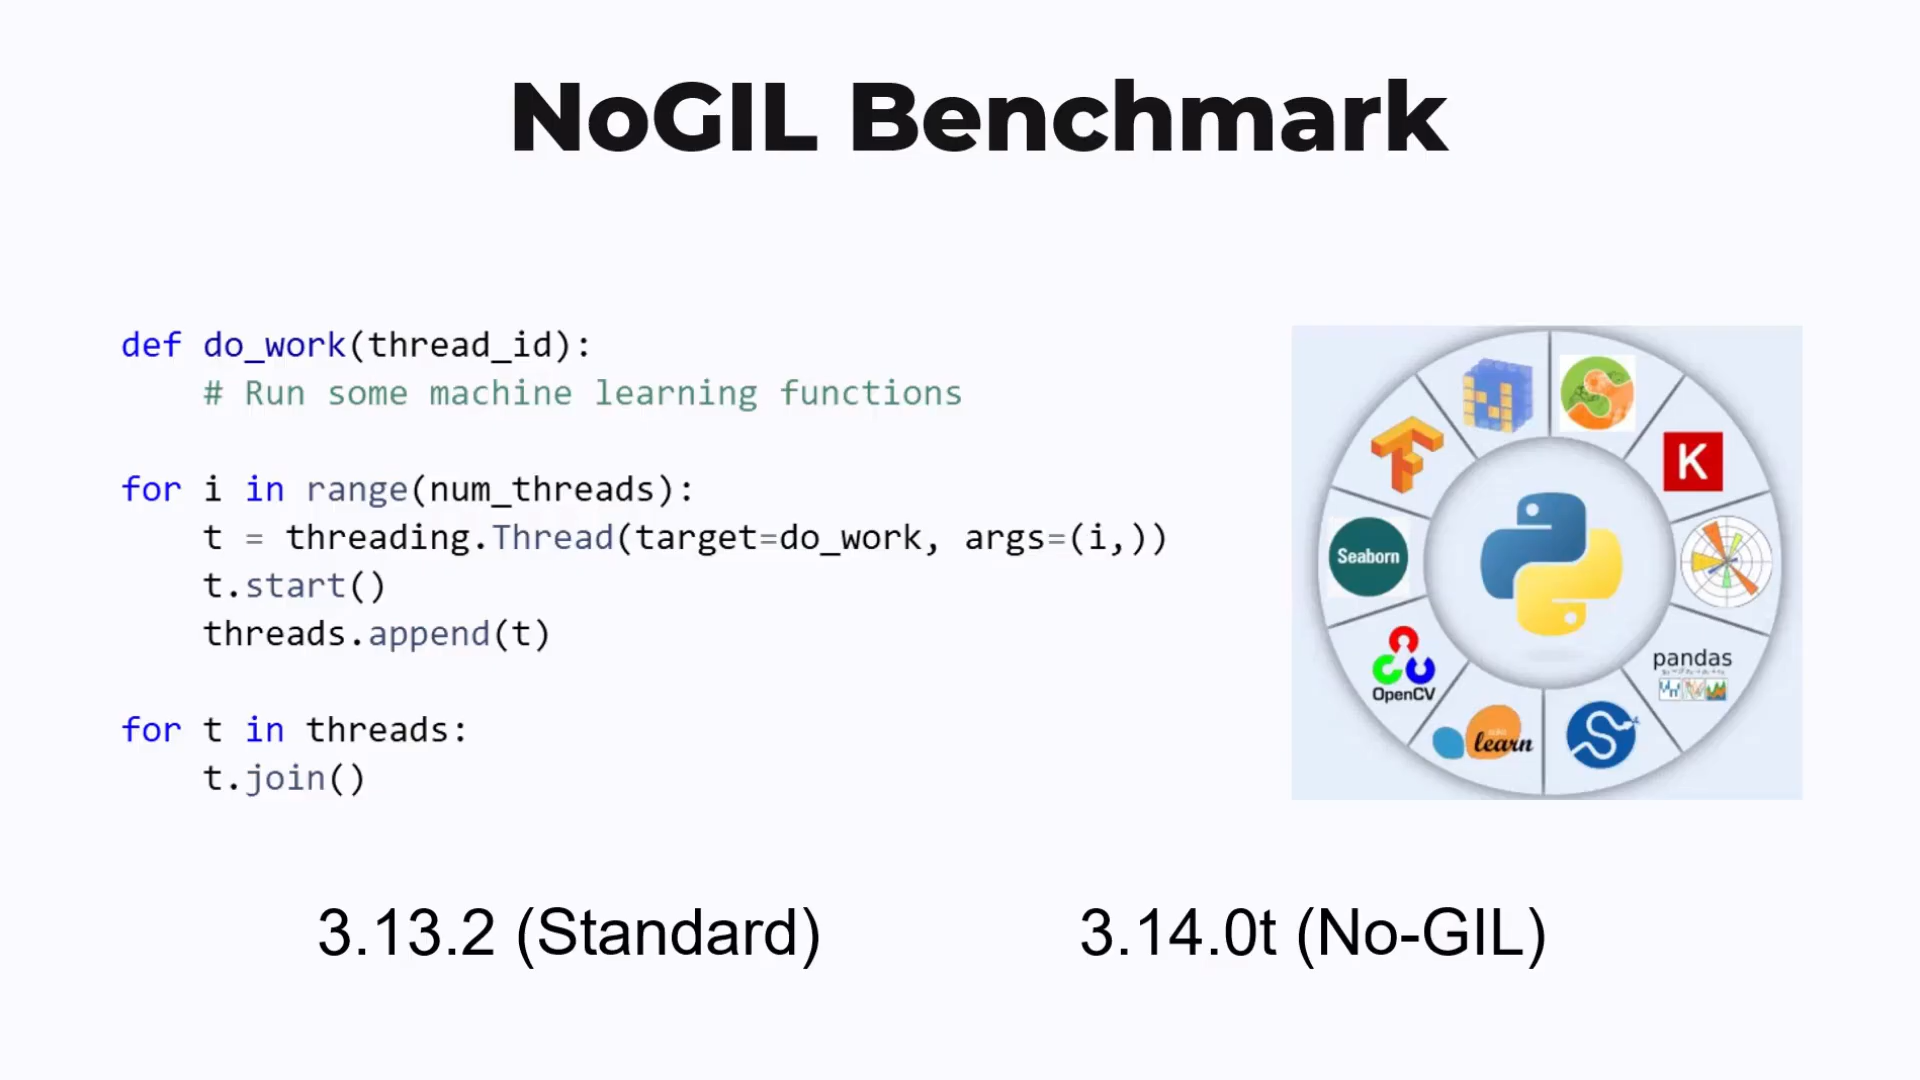 NoGIL Benchmark
def do_work(thread_id):
    # Run some machine learning functions
for i in range(num_threads):
    t = threading.Thread(target=do_work, args=(i,))
    t.start()
    threads.append(t)
for t in threads:
    t.join()
K
Seaborn
pandas
OpenCV
learn
3.13.2 (Standard)
3.14.0t (No-GIL)